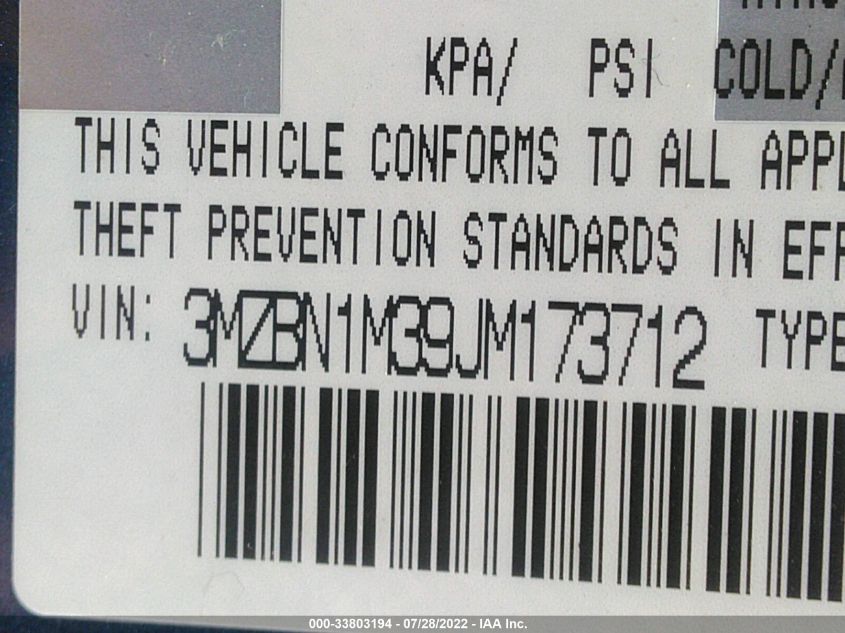 KPA/ PSI COLD/
THIS VEHICLE CONFORMS TO ALL APPL
THEFT PREVENTION STANDARDS IN EFF
VIN: 3MZBN1M39JM173712 TYPE
000-33803194 - 07/28/2022 - IAA Inc.